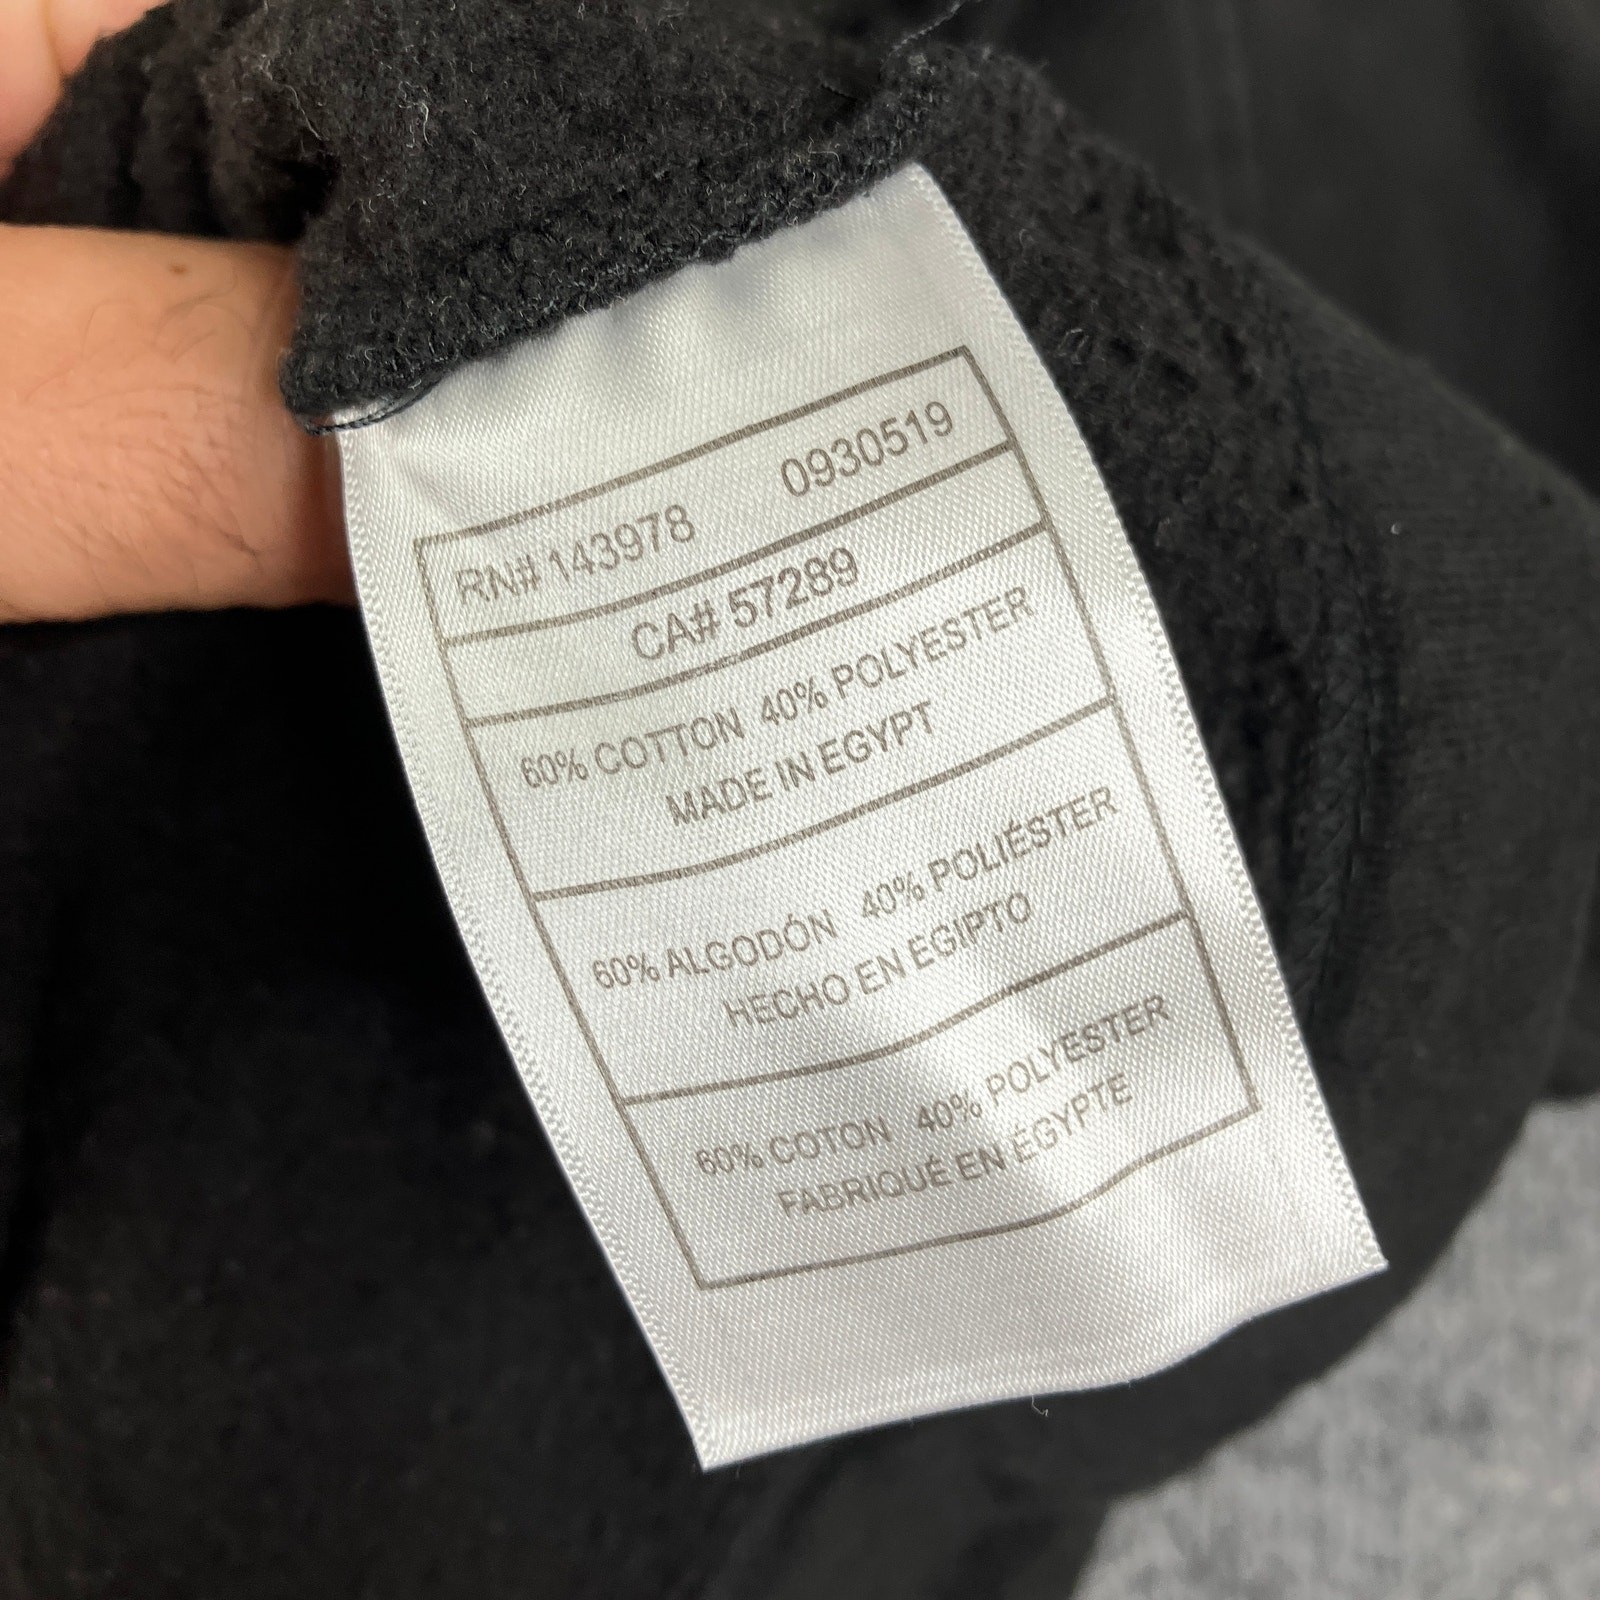 RN# 143978 0930519
CA# 57289
60% COTTON 40% POLYESTER
MADE IN EGYPT
60% ALGODÓN 40% POLIÉSTER
HECHO EN EGIPTO
60% COTON 40% POLYESTER
FABRIQUÉ EN ÉGYPTE